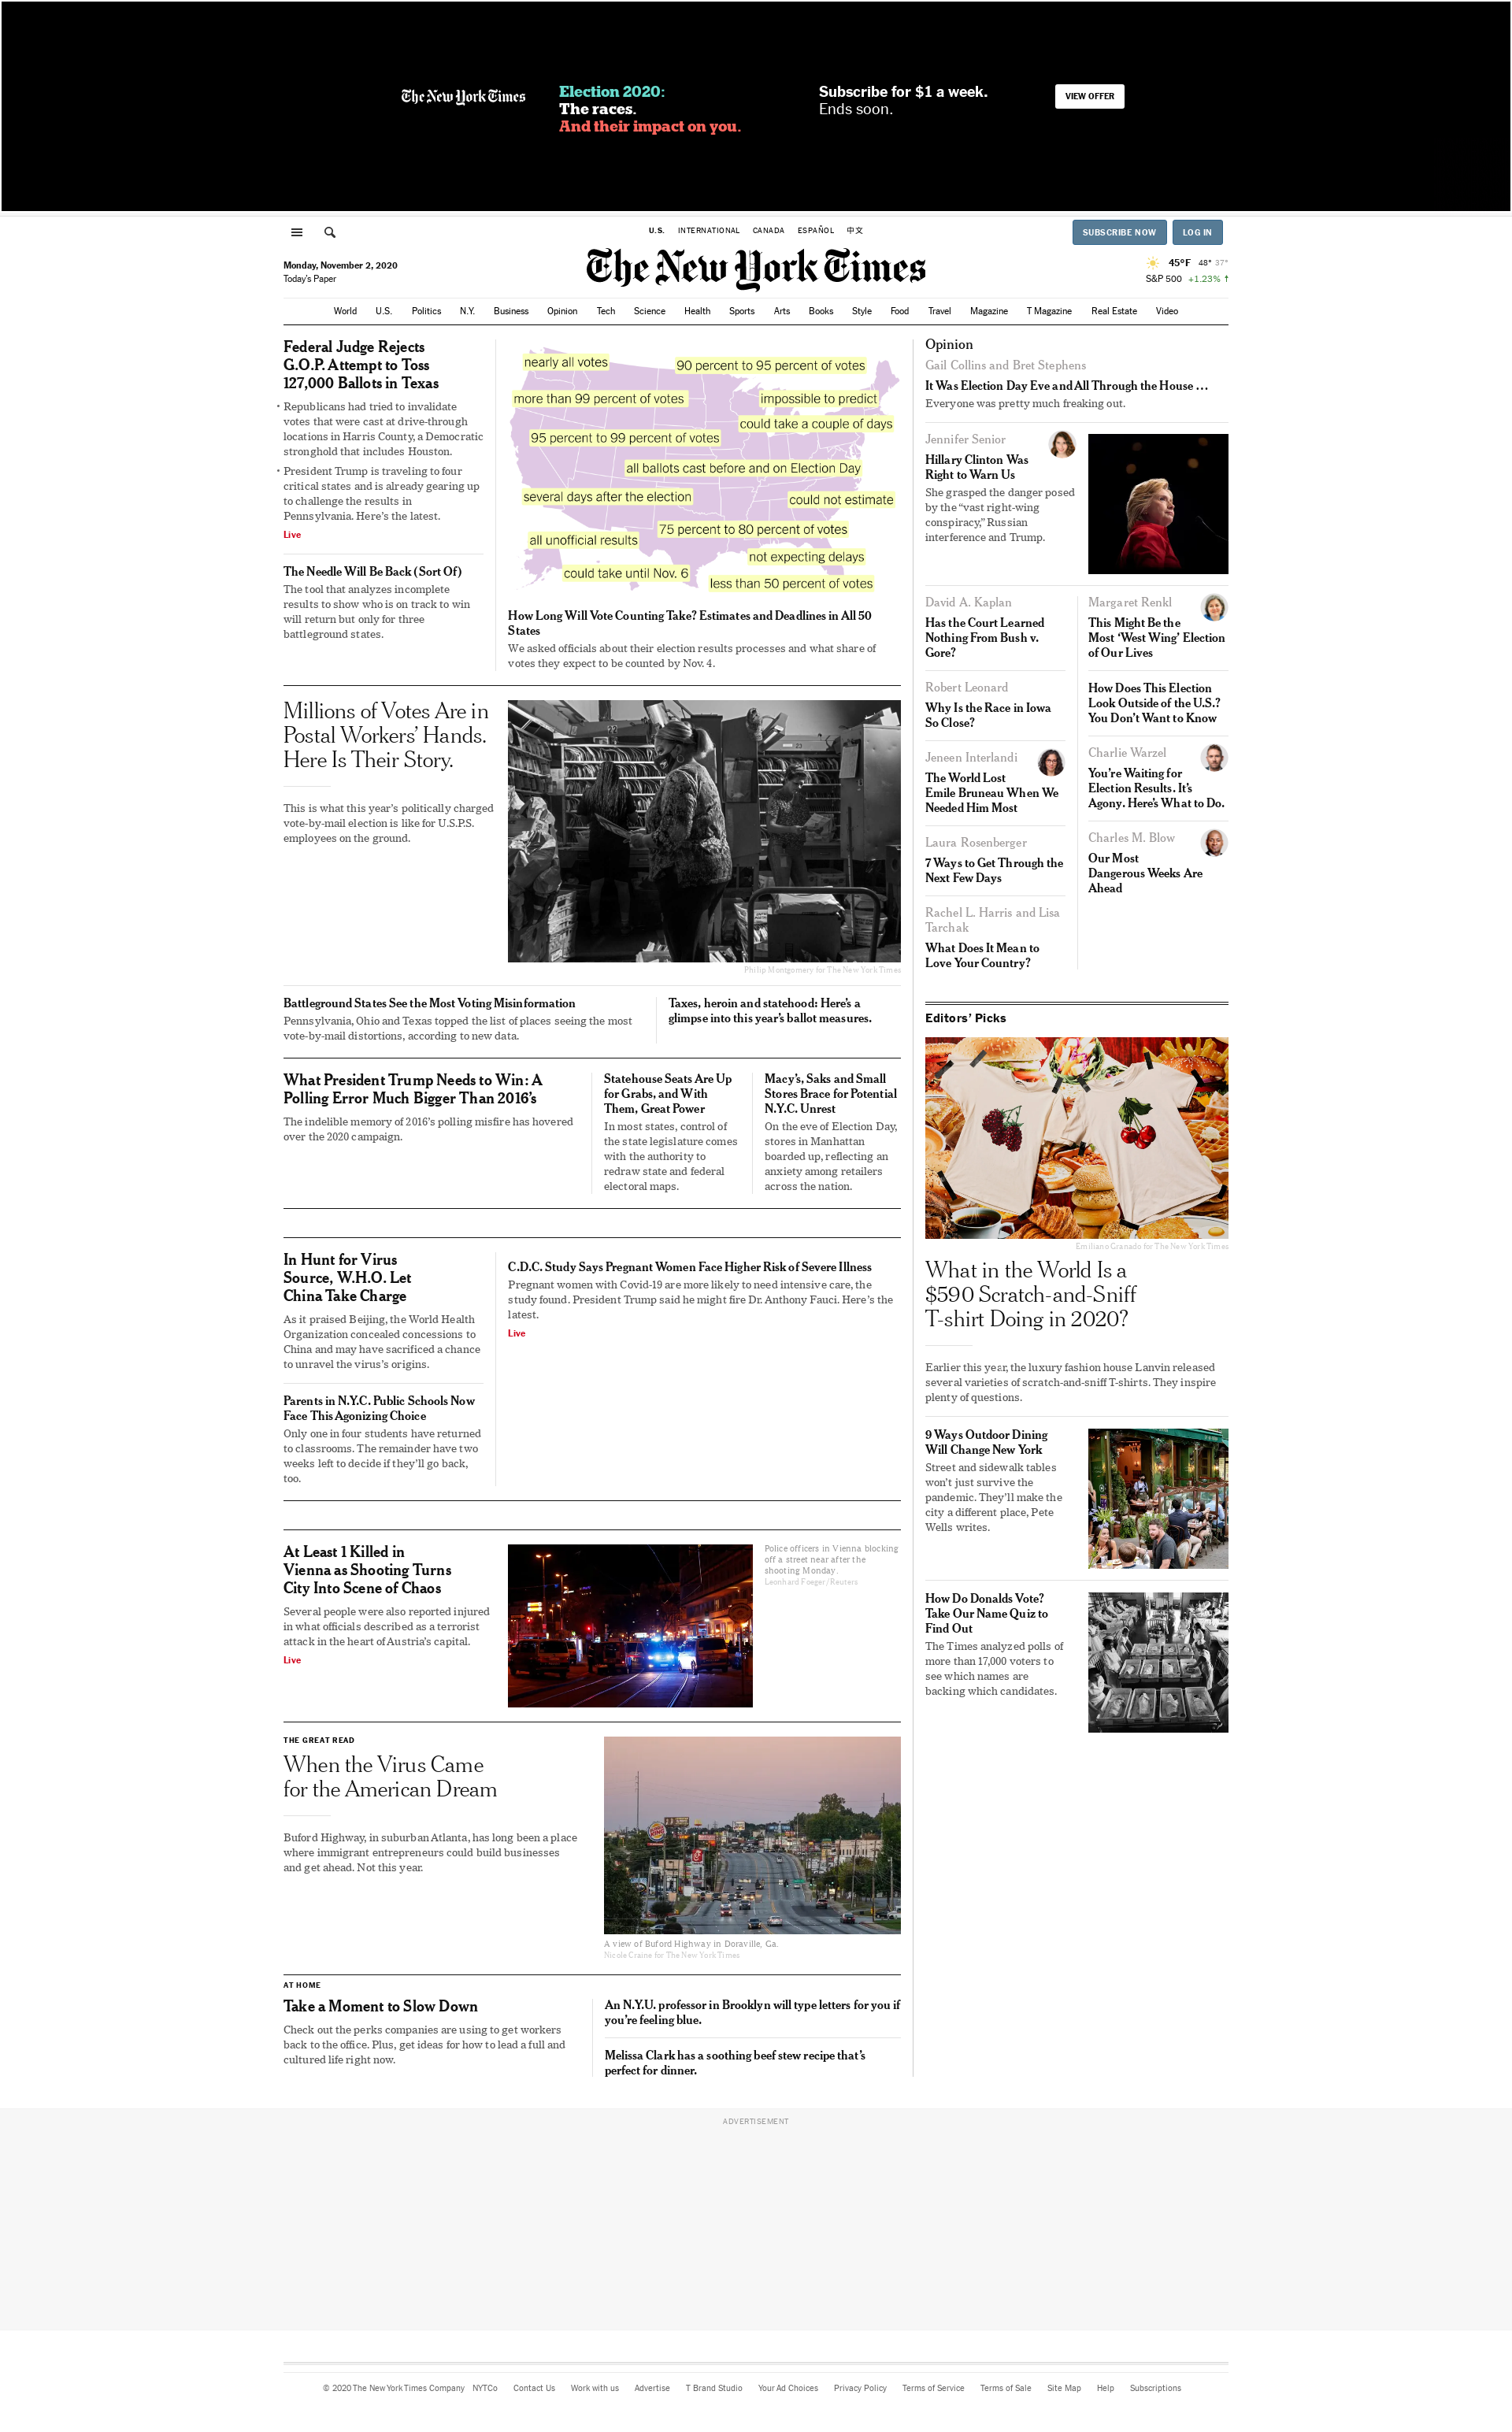 The New York Times
Election 2020:
The races.
And their impact on you.
Subscribe for $1 a week.
Ends soon.
VIEW OFFER
U.S. INTERNATIONAL CANADA ESPAÑOL 中文
SUBSCRIBE NOW LOG IN
Monday, November 2, 2020
Today's Paper
The New York Times
45°F 48° 37°
S&P 500 +1.23% ↑
World U.S. Politics N.Y. Business Opinion Tech Science Health Sports Arts Books Style Food Travel Magazine T Magazine Real Estate Video
Federal Judge Rejects
G.O.P. Attempt to Toss
127,000 Ballots in Texas
• Republicans had tried to invalidate
votes that were cast at drive-through
locations in Harris County, a Democratic
stronghold that includes Houston.
• President Trump is traveling to four
critical states and is already gearing up
to challenge the results in
Pennsylvania. Here's the latest.
Live
The Needle Will Be Back (Sort Of)
The tool that analyzes incomplete
results to show who is on track to win
will return but only for three
battleground states.
nearly all votes
90 percent to 95 percent of votes
more than 99 percent of votes
impossible to predict
could take a couple of days
95 percent to 99 percent of votes
all ballots cast before and on Election Day
several days after the election
could not estimate
75 percent to 80 percent of votes
all unofficial results
not expecting delays
could take until Nov. 6
less than 50 percent of votes
How Long Will Vote Counting Take? Estimates and Deadlines in All 50
States
We asked officials about their election results processes and what share of
votes they expect to be counted by Nov. 4.
Millions of Votes Are in
Postal Workers' Hands.
Here Is Their Story.
This is what this year's politically charged
vote-by-mail election is like for U.S.P.S.
employees on the ground.
Philip Montgomery for The New York Times
Battleground States See the Most Voting Misinformation
Pennsylvania, Ohio and Texas topped the list of places seeing the most
vote-by-mail distortions, according to new data.
Taxes, heroin and statehood: Here's a
glimpse into this year's ballot measures.
What President Trump Needs to Win: A
Polling Error Much Bigger Than 2016's
The indelible memory of 2016's polling misfire has hovered
over the 2020 campaign.
Statehouse Seats Are Up
for Grabs, and With
Them, Great Power
In most states, control of
the state legislature comes
with the authority to
redraw state and federal
electoral maps.
Macy's, Saks and Small
Stores Brace for Potential
N.Y.C. Unrest
On the eve of Election Day,
stores in Manhattan
boarded up, reflecting an
anxiety among retailers
across the nation.
In Hunt for Virus
Source, W.H.O. Let
China Take Charge
As it praised Beijing, the World Health
Organization concealed concessions to
China and may have sacrificed a chance
to unravel the virus's origins.
Parents in N.Y.C. Public Schools Now
Face This Agonizing Choice
Only one in four students have returned
to classrooms. The remainder have two
weeks left to decide if they'll go back,
too.
C.D.C. Study Says Pregnant Women Face Higher Risk of Severe Illness
Pregnant women with Covid-19 are more likely to need intensive care, the
study found. President Trump said he might fire Dr. Anthony Fauci. Here's the
latest.
Live
At Least 1 Killed in
Vienna as Shooting Turns
City Into Scene of Chaos
Several people were also reported injured
in what officials described as a terrorist
attack in the heart of Austria's capital.
Live
Police officers in Vienna blocking
off a street near after the
shooting Monday.
Leonhard Foeger/Reuters
THE GREAT READ
When the Virus Came
for the American Dream
Buford Highway, in suburban Atlanta, has long been a place
where immigrant entrepreneurs could build businesses
and get ahead. Not this year.
A view of Buford Highway in Doraville, Ga.
Nicole Craine for The New York Times
AT HOME
Take a Moment to Slow Down
Check out the perks companies are using to get workers
back to the office. Plus, get ideas for how to lead a full and
cultured life right now.
An N.Y.U. professor in Brooklyn will type letters for you if
you're feeling blue.
Melissa Clark has a soothing beef stew recipe that's
perfect for dinner.
Opinion
Gail Collins and Bret Stephens
It Was Election Day Eve and All Through the House …
Everyone was pretty much freaking out.
Jennifer Senior
Hillary Clinton Was
Right to Warn Us
She grasped the danger posed
by the “vast right-wing
conspiracy,” Russian
interference and Trump.
David A. Kaplan
Has the Court Learned
Nothing From Bush v.
Gore?
Robert Leonard
Why Is the Race in Iowa
So Close?
Jeneen Interlandi
The World Lost
Emile Bruneau When We
Needed Him Most
Laura Rosenberger
7 Ways to Get Through the
Next Few Days
Rachel L. Harris and Lisa
Tarchak
What Does It Mean to
Love Your Country?
Margaret Renkl
This Might Be the
Most ‘West Wing’ Election
of Our Lives
How Does This Election
Look Outside of the U.S.?
You Don't Want to Know
Charlie Warzel
You're Waiting for
Election Results. It's
Agony. Here's What to Do.
Charles M. Blow
Our Most
Dangerous Weeks Are
Ahead
Editors' Picks
Emiliano Granado for The New York Times
What in the World Is a
$590 Scratch-and-Sniff
T-shirt Doing in 2020?
Earlier this year, the luxury fashion house Lanvin released
several varieties of scratch-and-sniff T-shirts. They inspire
plenty of questions.
9 Ways Outdoor Dining
Will Change New York
Street and sidewalk tables
won't just survive the
pandemic. They'll make the
city a different place, Pete
Wells writes.
How Do Donalds Vote?
Take Our Name Quiz to
Find Out
The Times analyzed polls of
more than 17,000 voters to
see which names are
backing which candidates.
ADVERTISEMENT
© 2020 The New York Times Company NYTCo Contact Us Work with us Advertise T Brand Studio Your Ad Choices Privacy Policy Terms of Service Terms of Sale Site Map Help Subscriptions